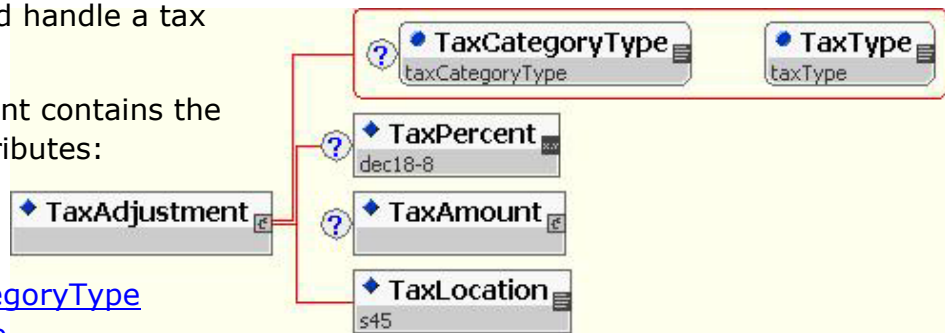 d handle a tax
nt contains the
ributes:
egoryType
? TaxCategoryType
taxCategoryType
TaxType
taxType
? TaxPercent
dec18-8
TaxAdjustment
? TaxAmount
TaxLocation
s45